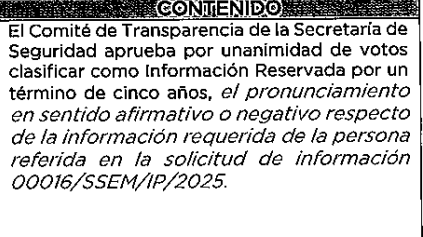 CONTENIDO
El Comité de Transparencia de la Secretaría de
Seguridad aprueba por unanimidad de votos
clasificar como Información Reservada por un
término de cinco años, el pronunciamiento
en sentido afirmativo o negativo respecto
de la información requerida de la persona
referida en la solicitud de información
00016/SSEM/IP/2025.